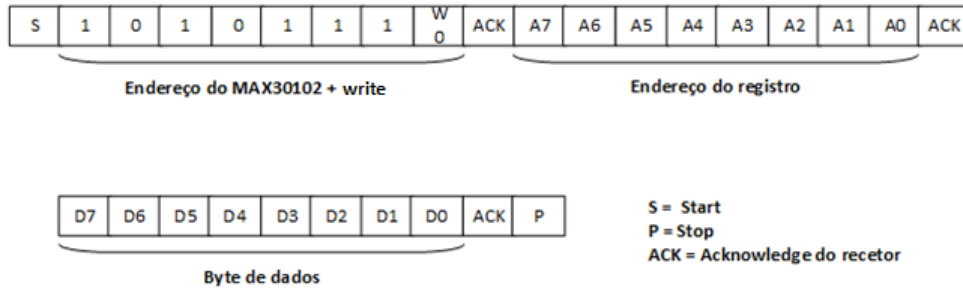 S 1 0 1 0 1 1 1 W 0 ACK A7 A6 A5 A4 A3 A2 A1 A0 ACK
Endereço do MAX30102 + write Endereço do registro
D7 D6 D5 D4 D3 D2 D1 D0 ACK P
Byte de dados
S = Start
P = Stop
ACK = Acknowledge do recetor